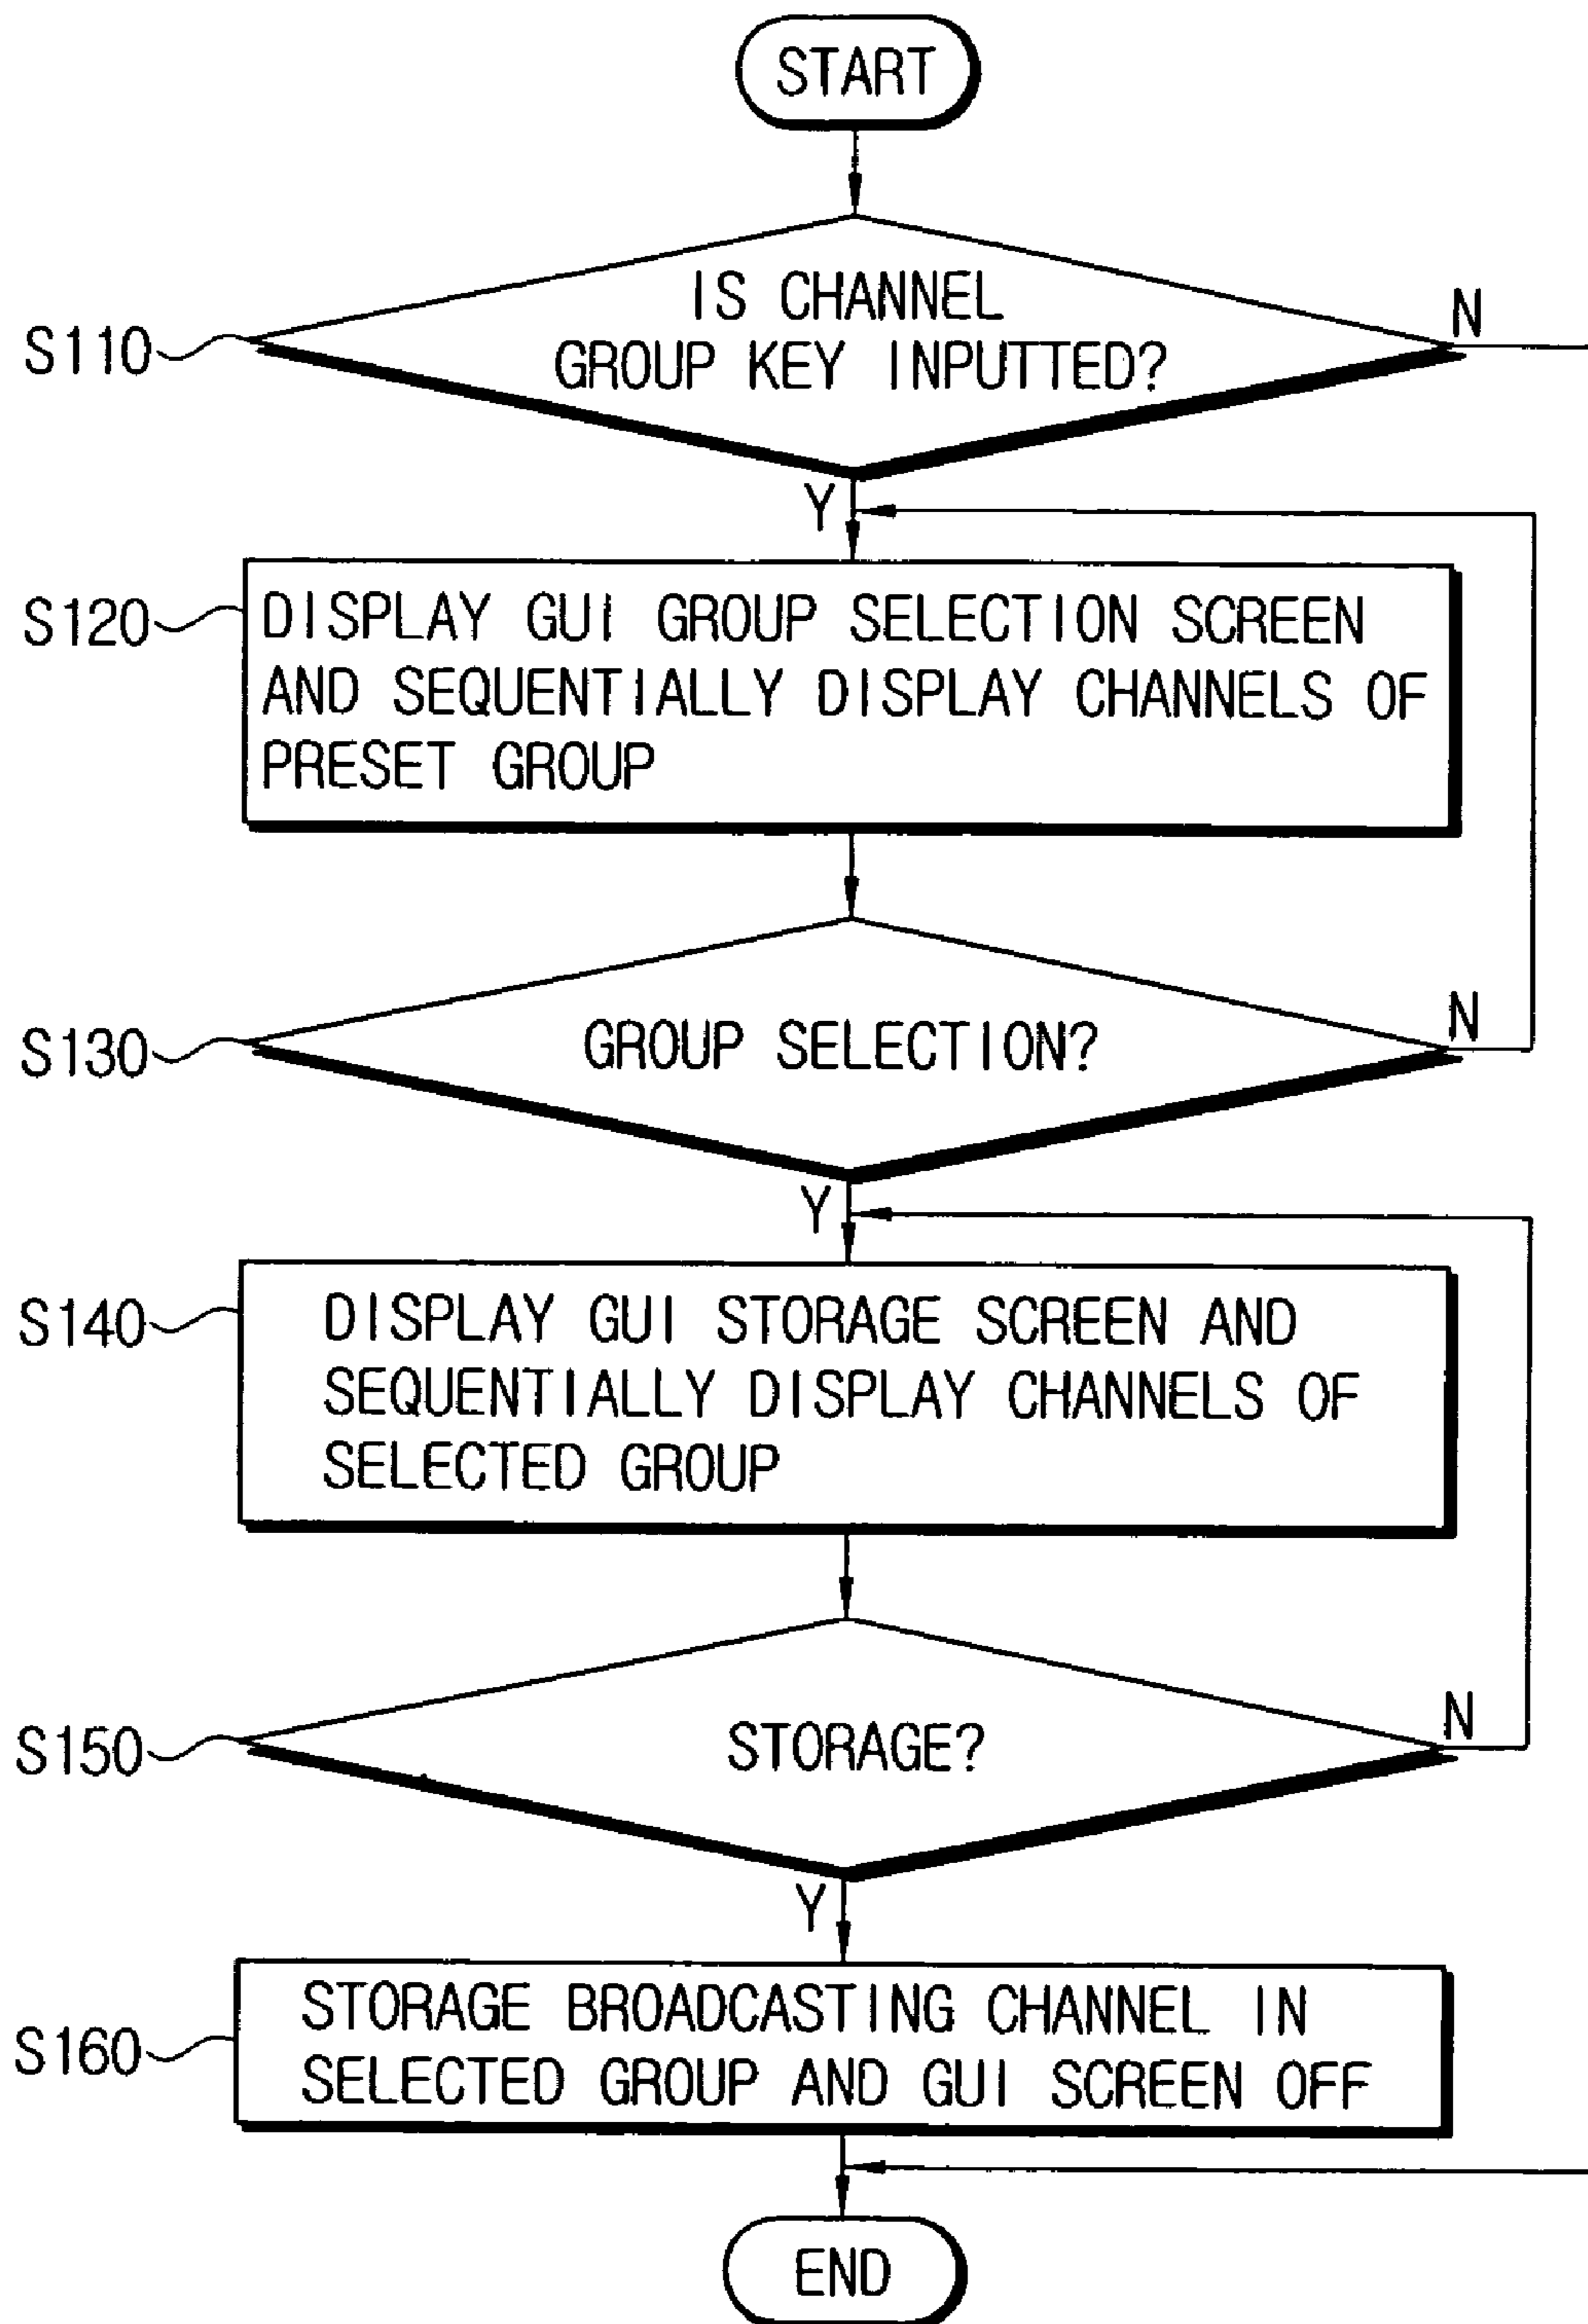 START
IS CHANNEL
GROUP KEY INPUTTED?
N
S110
Y
S120
DISPLAY GUI GROUP SELECTION SCREEN
AND SEQUENTIALLY DISPLAY CHANNELS OF
PRESET GROUP
S130
GROUP SELECTION?
N
Y
S140
DISPLAY GUI STORAGE SCREEN AND
SEQUENTIALLY DISPLAY CHANNELS OF
SELECTED GROUP
S150
STORAGE?
N
Y
S160
STORAGE BROADCASTING CHANNEL IN
SELECTED GROUP AND GUI SCREEN OFF
END